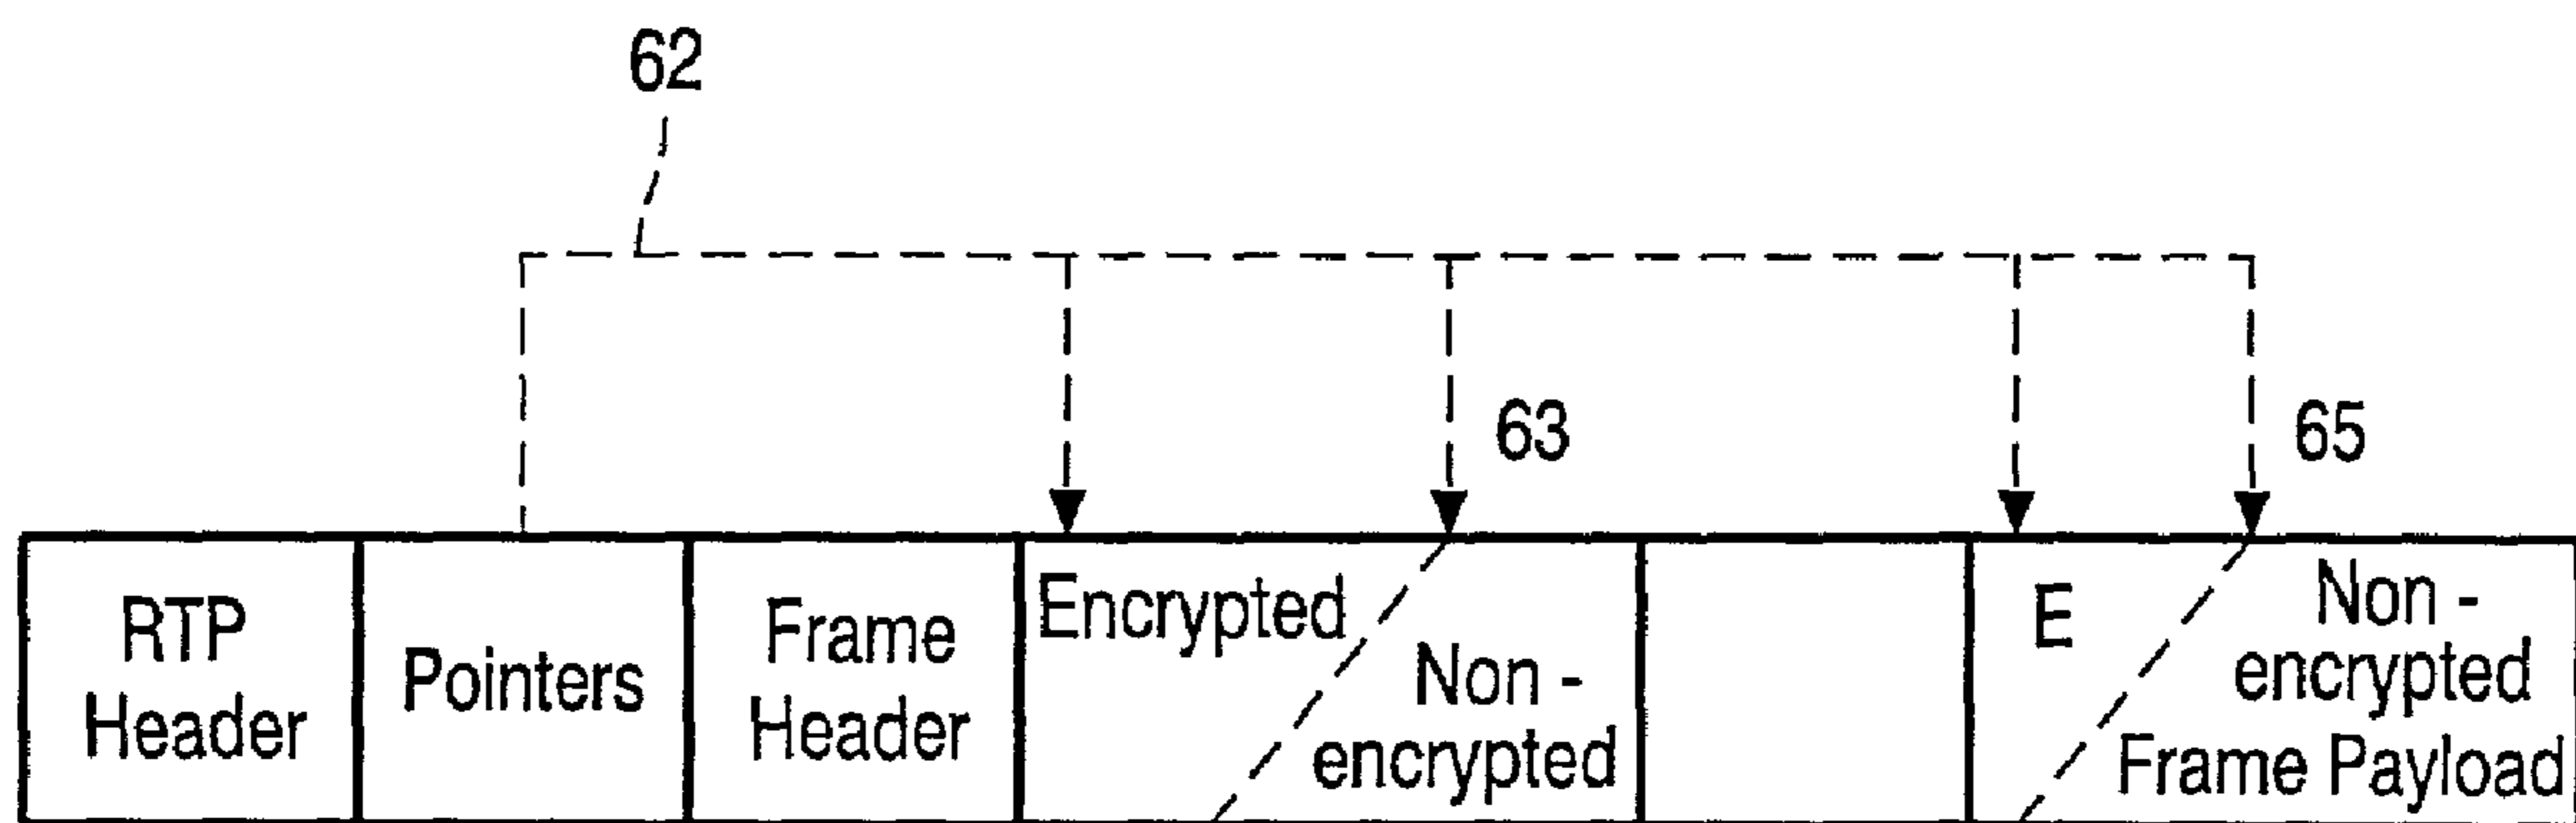 62
63
65
RTP
Header
Pointers
Frame
Header
Encrypted
Non -
encrypted
E
Non -
encrypted
Frame Payload